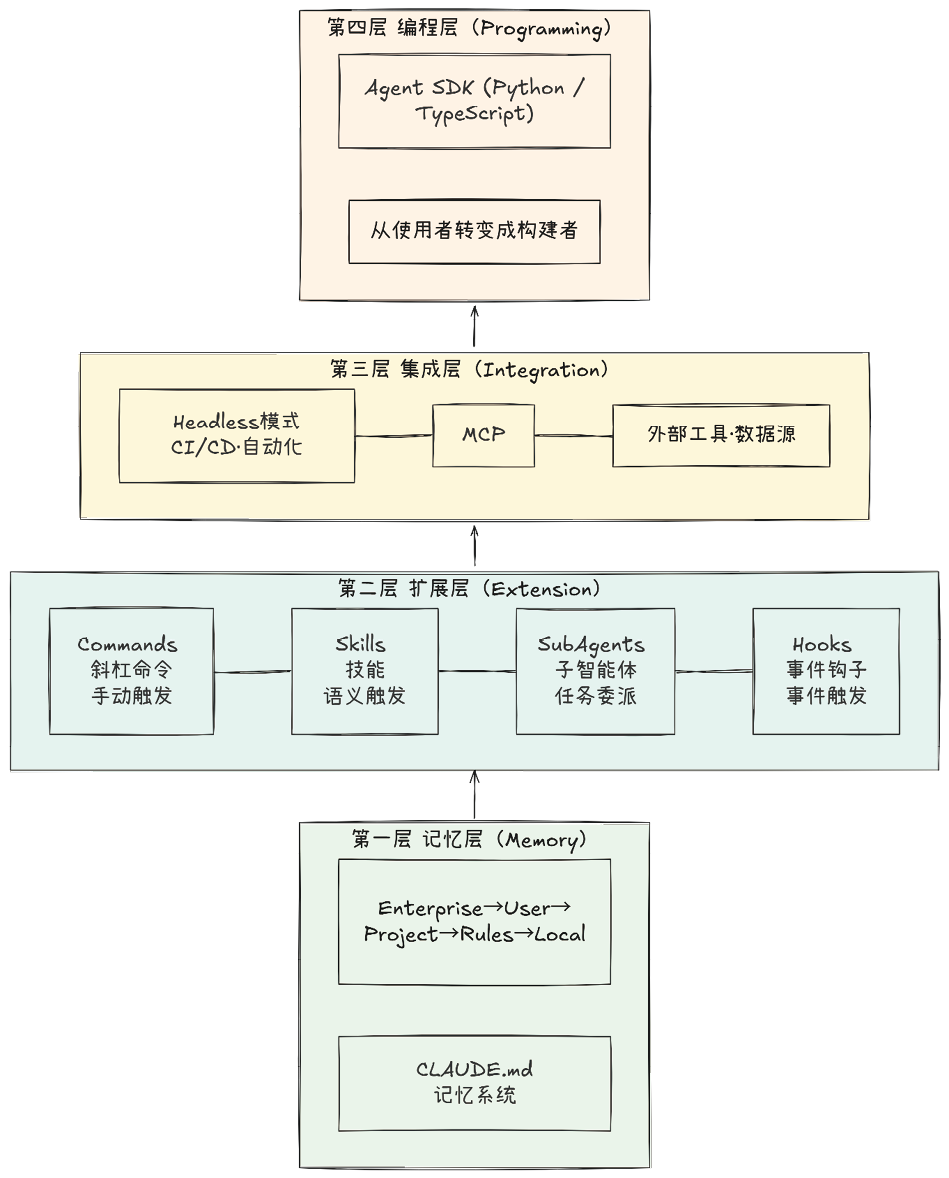 第四层 编程层（Programming）
Agent SDK (Python /
TypeScript)
从使用者转变成构建者
第三层 集成层（Integration）
Headless模式
CI/CD·自动化
MCP
外部工具·数据源
第二层 扩展层（Extension）
Commands
斜杠命令
手动触发
Skills
技能
语义触发
SubAgents
子智能体
任务委派
Hooks
事件钩子
事件触发
第一层 记忆层（Memory）
Enterprise→User→
Project→Rules→Local
CLAUDE.md
记忆系统